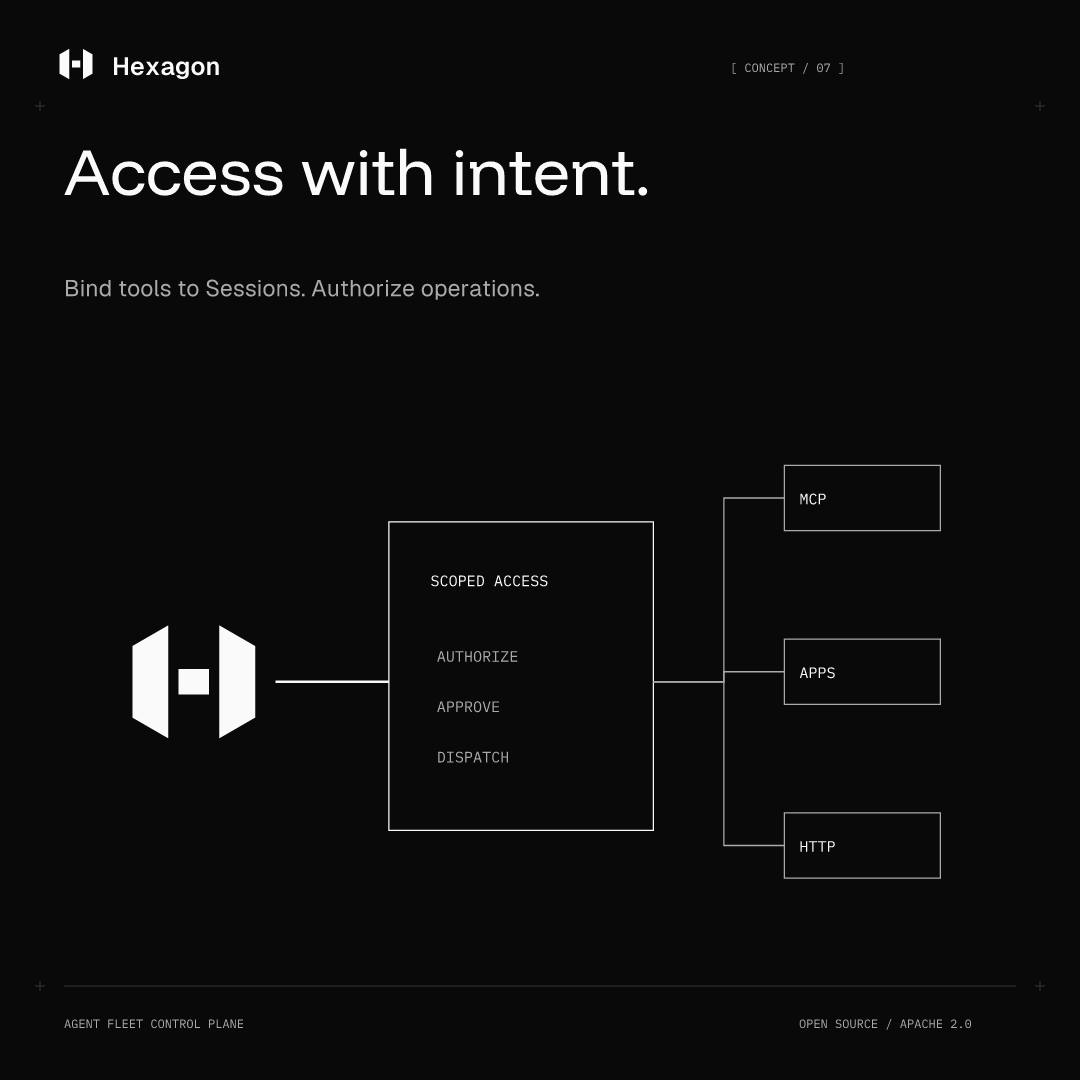 Hexagon
[ CONCEPT / 07 ]
Access with intent.
Bind tools to Sessions. Authorize operations.
MCP
SCOPED ACCESS
AUTHORIZE
APPS
APPROVE
DISPATCH
HTTP
AGENT FLEET CONTROL PLANE
OPEN SOURCE / APACHE 2.0